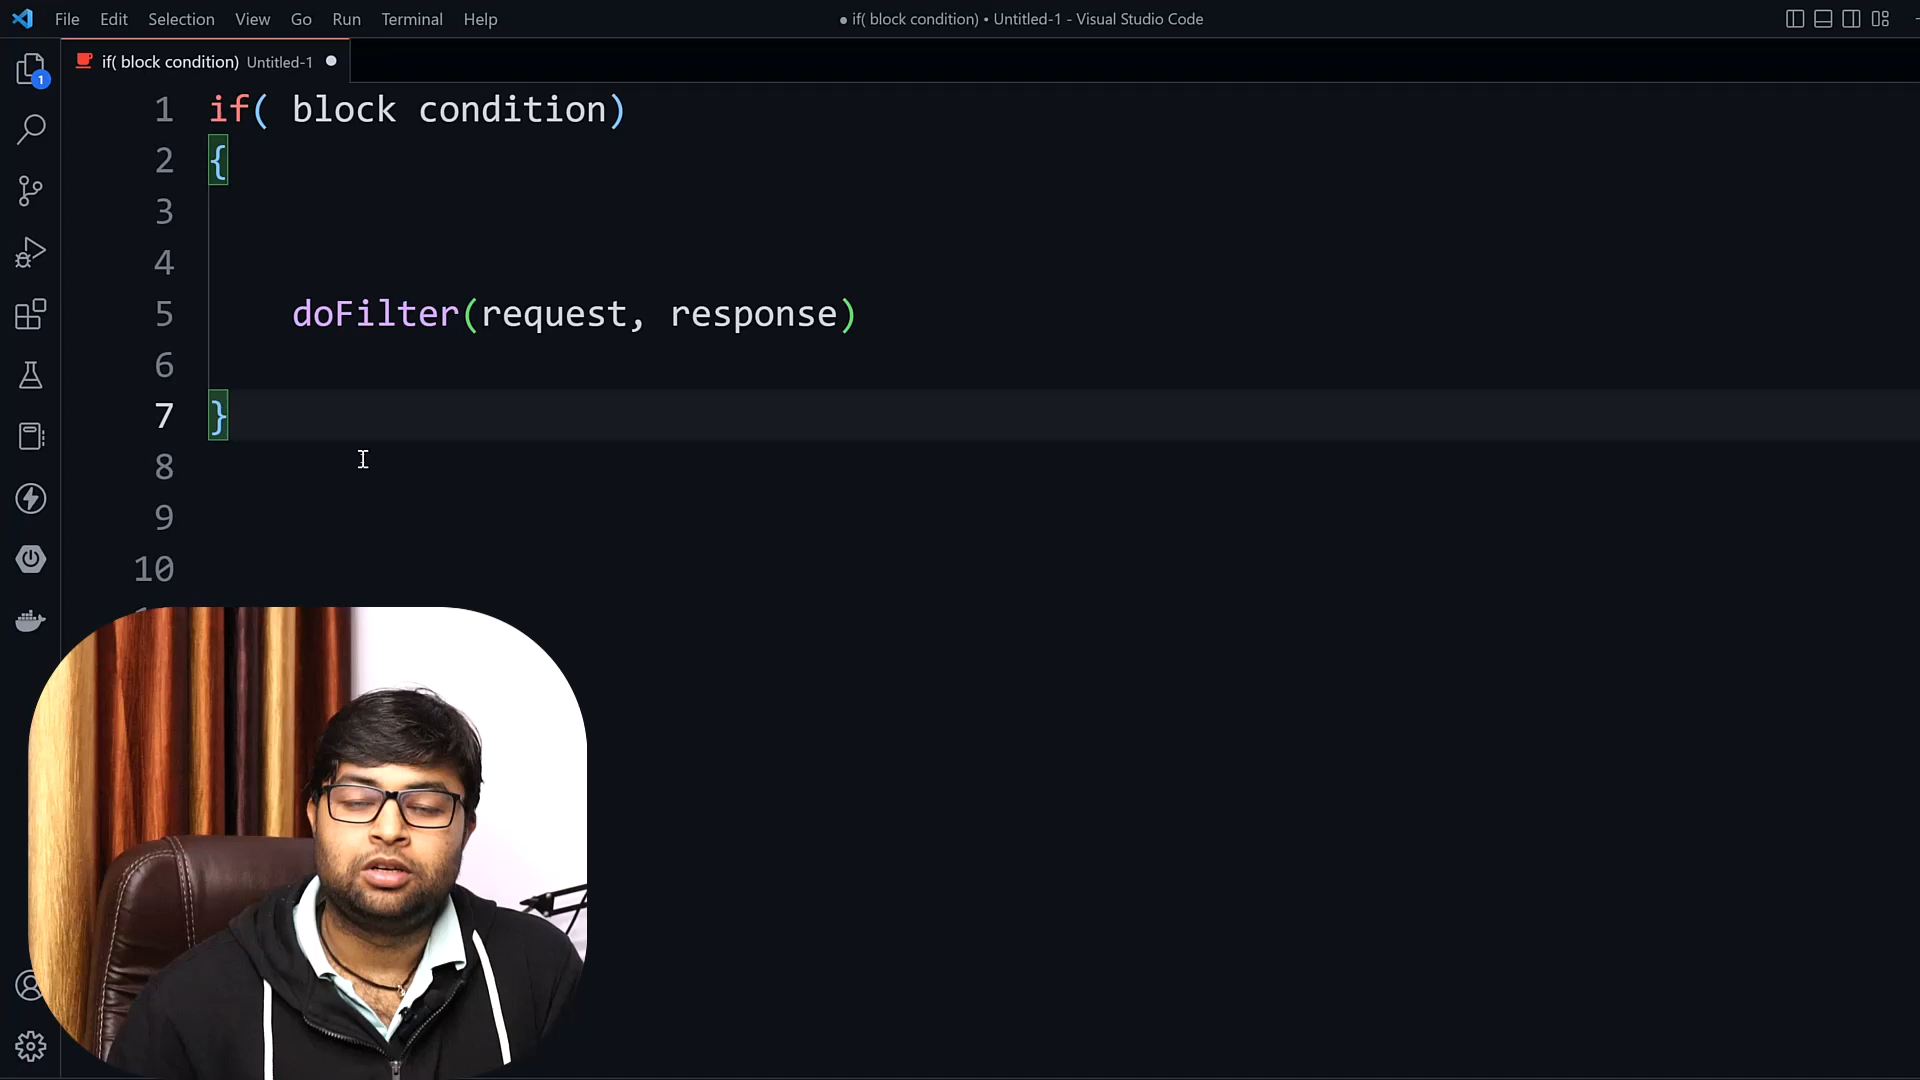 File Edit Selection View Go Run Terminal Help
● if( block condition) • Untitled-1 - Visual Studio Code
1
if( block condition) Untitled-1 ●
1 if( block condition)
2 {
3
4
5 doFilter(request, response)
6
7 }
8
9
10